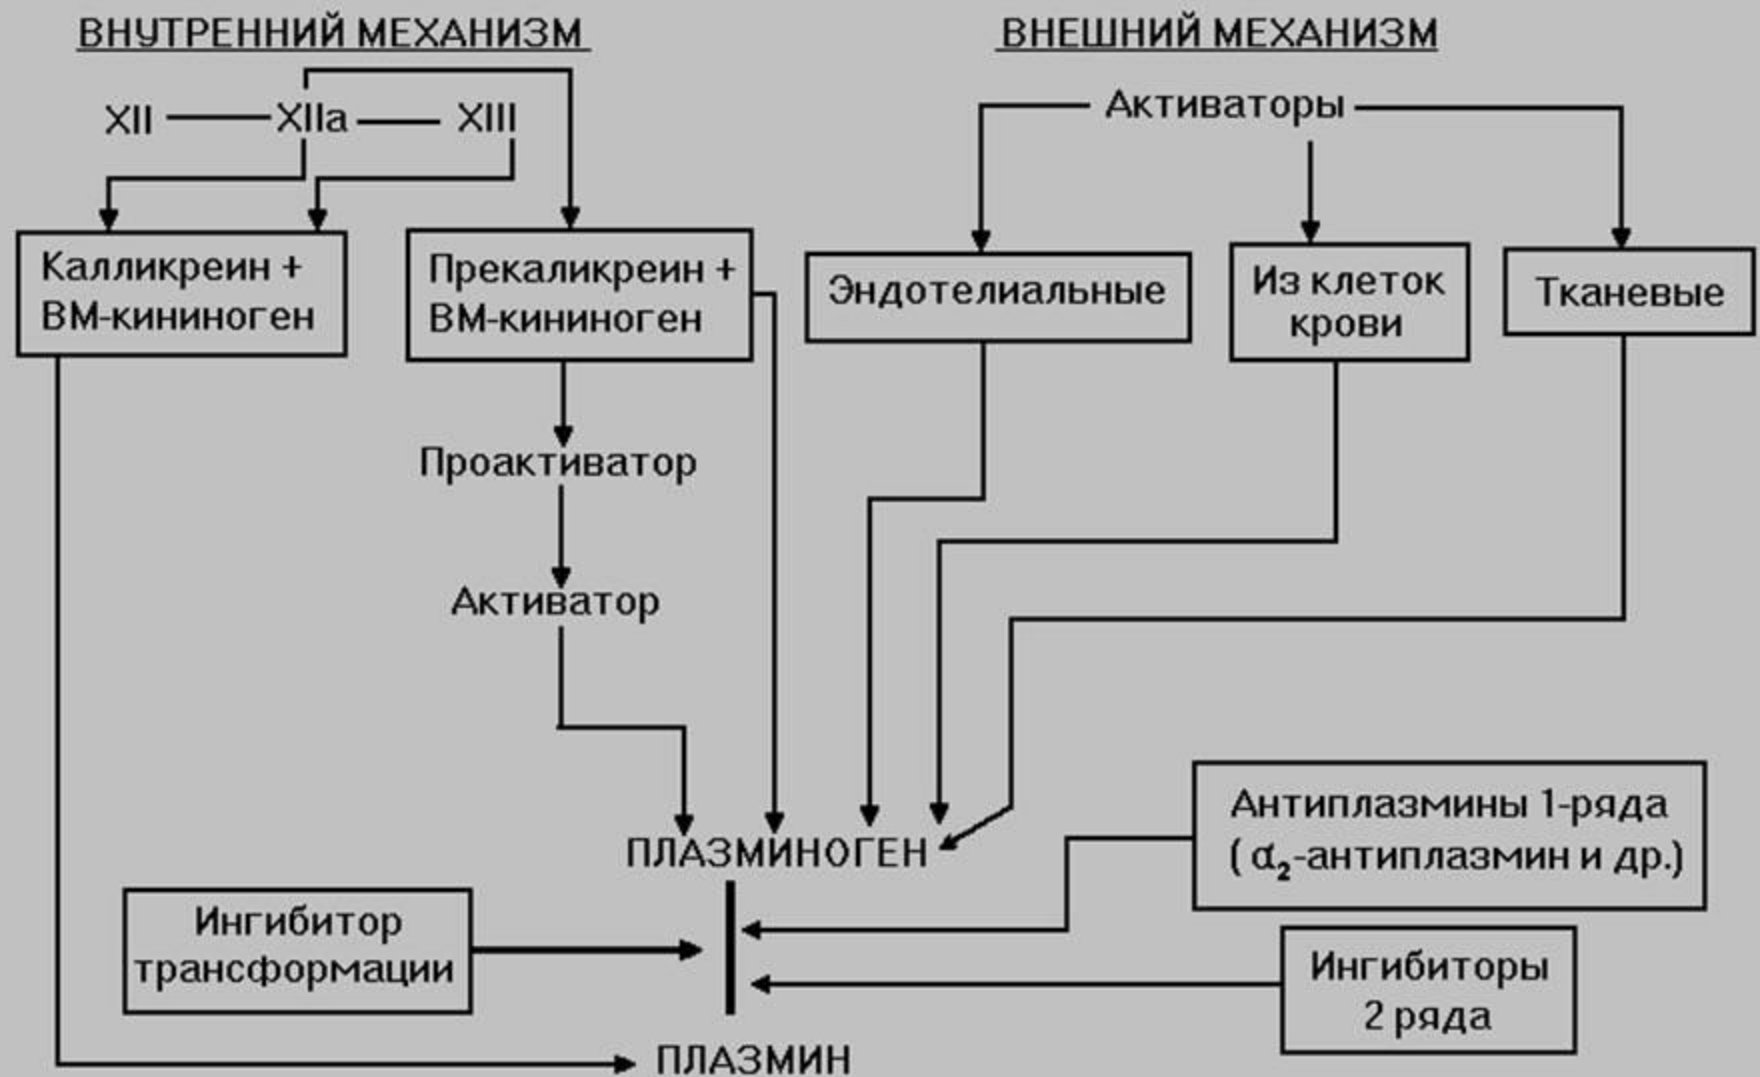 ВНУТРЕННИЙ МЕХАНИЗМ
ВНЕШНИЙ МЕХАНИЗМ
XII
XIIа
XIII
Активаторы
Калликреин +
ВМ-кининоген
Прекаликреин +
ВМ-кининоген
Эндотелиальные
Из клеток
крови
Тканевые
Проактиватор
Активатор
ПЛАЗМИНОГЕН
Антиплазмины 1-ряда
(α₂-антиплазмин и др.)
Ингибитор
трансформации
Ингибиторы
2 ряда
ПЛАЗМИН